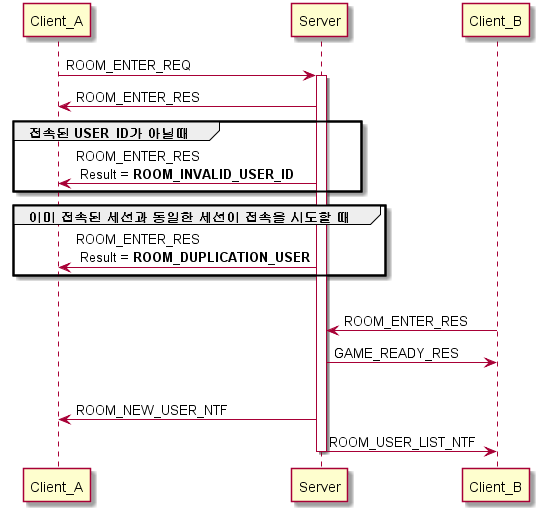 Client_A Server Client_B
ROOM_ENTER_REQ
ROOM_ENTER_RES
접속된 USER ID가 아닐때
ROOM_ENTER_RES
Result = ROOM_INVALID_USER_ID
이미 접속된 세션과 동일한 세션이 접속을 시도할 때
ROOM_ENTER_RES
Result = ROOM_DUPLICATION_USER
ROOM_ENTER_RES
GAME_READY_RES
ROOM_NEW_USER_NTF
ROOM_USER_LIST_NTF
Client_A Server Client_B